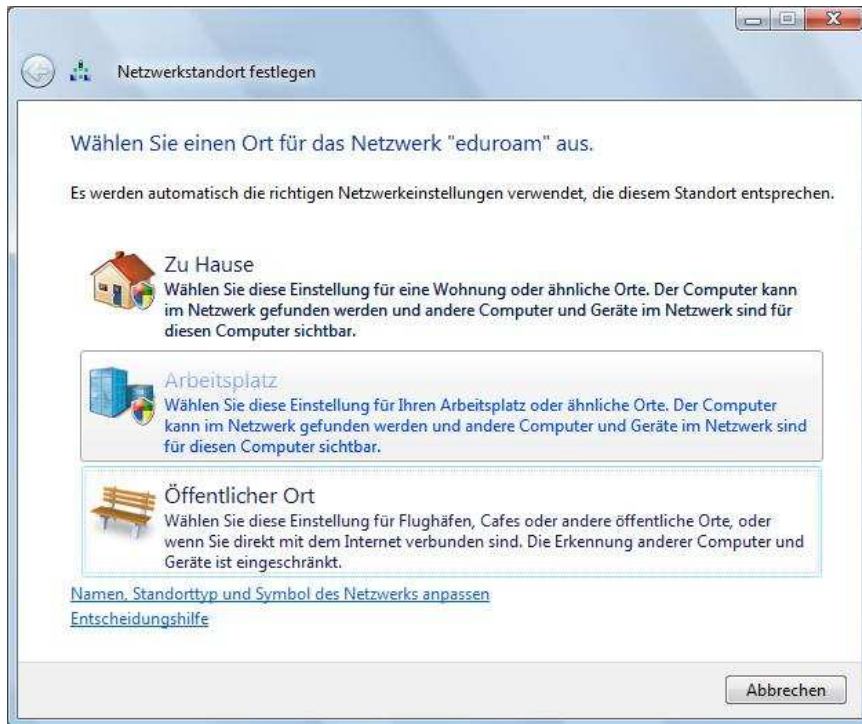 Netzwerkstandort festlegen
Wählen Sie einen Ort für das Netzwerk "eduroam" aus.
Es werden automatisch die richtigen Netzwerkeinstellungen verwendet, die diesem Standort entsprechen.
Zu Hause
Wählen Sie diese Einstellung für eine Wohnung oder ähnliche Orte. Der Computer kann
im Netzwerk gefunden werden und andere Computer und Geräte im Netzwerk sind für
diesen Computer sichtbar.
Arbeitsplatz
Wählen Sie diese Einstellung für Ihren Arbeitsplatz oder ähnliche Orte. Der Computer
kann im Netzwerk gefunden werden und andere Computer und Geräte im Netzwerk sind
für diesen Computer sichtbar.
Öffentlicher Ort
Wählen Sie diese Einstellung für Flughäfen, Cafes oder andere öffentliche Orte, oder
wenn Sie direkt mit dem Internet verbunden sind. Die Erkennung anderer Computer und
Geräte ist eingeschränkt.
Namen, Standorttyp und Symbol des Netzwerks anpassen
Entscheidungshilfe
Abbrechen